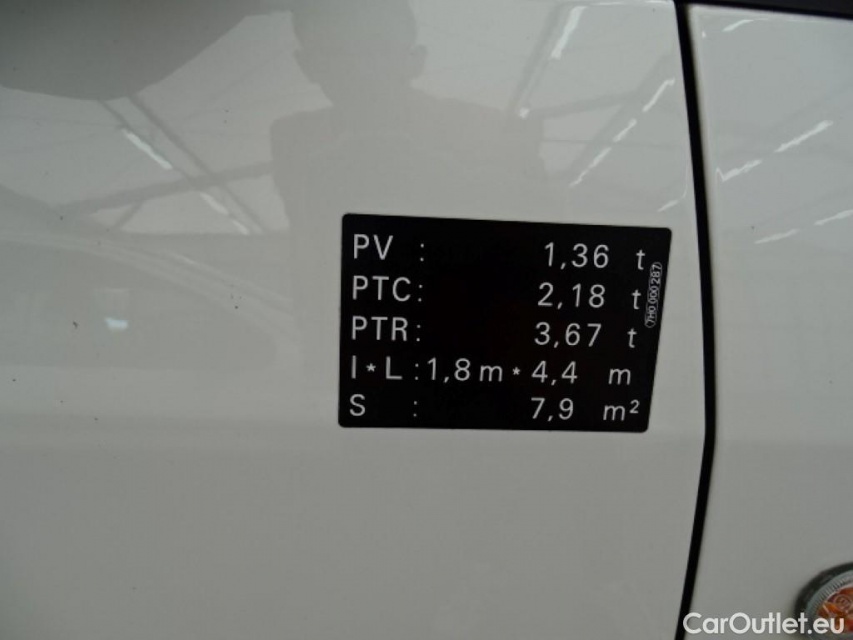 PV : 1,36 t
PTC: 2,18 t
PTR: 3,67 t
I*L:1,8m*4,4 m
S : 7,9 m²
7H0 000 287
CarOutlet.eu